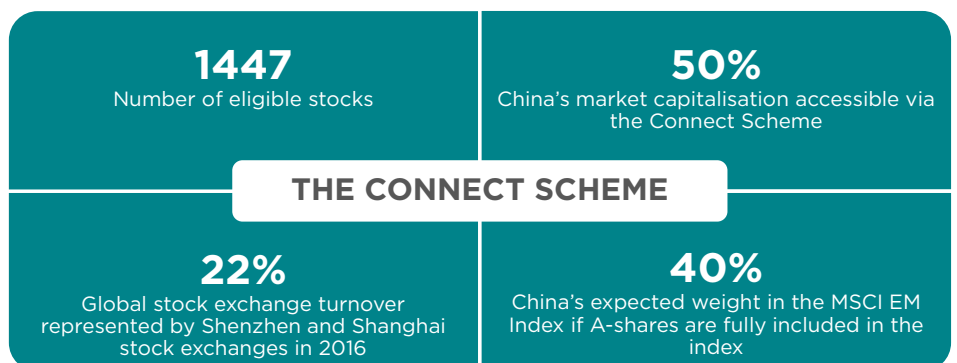 1447
Number of eligible stocks
50%
China's market capitalisation accessible via
the Connect Scheme
THE CONNECT SCHEME
22%
Global stock exchange turnover
represented by Shenzhen and Shanghai
stock exchanges in 2016
40%
China's expected weight in the MSCI EM
Index if A-shares are fully included in the
index